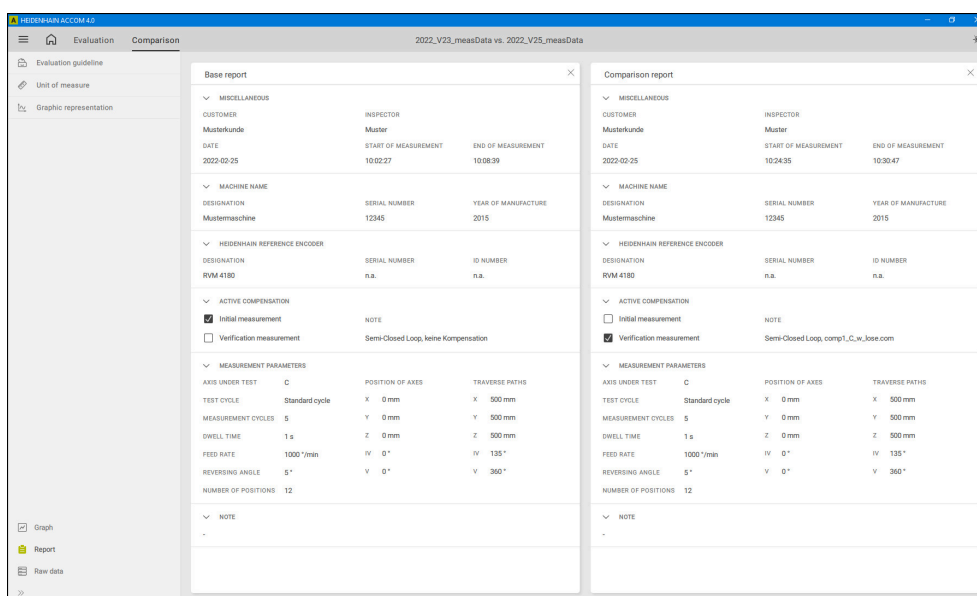 HEIDENHAIN ACCOM 4.0
Evaluation Comparison 2022_V23_measData vs. 2022_V25_measData
Evaluation guideline
Unit of measure
Graphic representation
Graph
Report
Raw data
Base report
MISCELLANEOUS
CUSTOMER INSPECTOR
Musterkunde Muster
DATE START OF MEASUREMENT END OF MEASUREMENT
2022-02-25 10:02:27 10:08:39
MACHINE NAME
DESIGNATION SERIAL NUMBER YEAR OF MANUFACTURE
Mustermaschine 12345 2015
HEIDENHAIN REFERENCE ENCODER
DESIGNATION SERIAL NUMBER ID NUMBER
RVM 4180 n.a. n.a.
ACTIVE COMPENSATION
Initial measurement NOTE
Verification measurement Semi-Closed Loop, keine Kompensation
MEASUREMENT PARAMETERS
AXIS UNDER TEST C POSITION OF AXES TRAVERSE PATHS
TEST CYCLE Standard cycle X 0 mm X 500 mm
MEASUREMENT CYCLES 5 Y 0 mm Y 500 mm
DWELL TIME 1 s Z 0 mm Z 500 mm
FEED RATE 1000 °/min IV 0 ° IV 135 °
REVERSING ANGLE 5 ° V 0 ° V 360 °
NUMBER OF POSITIONS 12
NOTE
-
Comparison report
MISCELLANEOUS
CUSTOMER INSPECTOR
Musterkunde Muster
DATE START OF MEASUREMENT END OF MEASUREMENT
2022-02-25 10:24:35 10:30:47
MACHINE NAME
DESIGNATION SERIAL NUMBER YEAR OF MANUFACTURE
Mustermaschine 12345 2015
HEIDENHAIN REFERENCE ENCODER
DESIGNATION SERIAL NUMBER ID NUMBER
RVM 4180 n.a. n.a.
ACTIVE COMPENSATION
Initial measurement NOTE
Verification measurement Semi-Closed Loop, comp1_C_w_lose.com
MEASUREMENT PARAMETERS
AXIS UNDER TEST C POSITION OF AXES TRAVERSE PATHS
TEST CYCLE Standard cycle X 0 mm X 500 mm
MEASUREMENT CYCLES 5 Y 0 mm Y 500 mm
DWELL TIME 1 s Z 0 mm Z 500 mm
FEED RATE 1000 °/min IV 0 ° IV 135 °
REVERSING ANGLE 5 ° V 0 ° V 360 °
NUMBER OF POSITIONS 12
NOTE
-